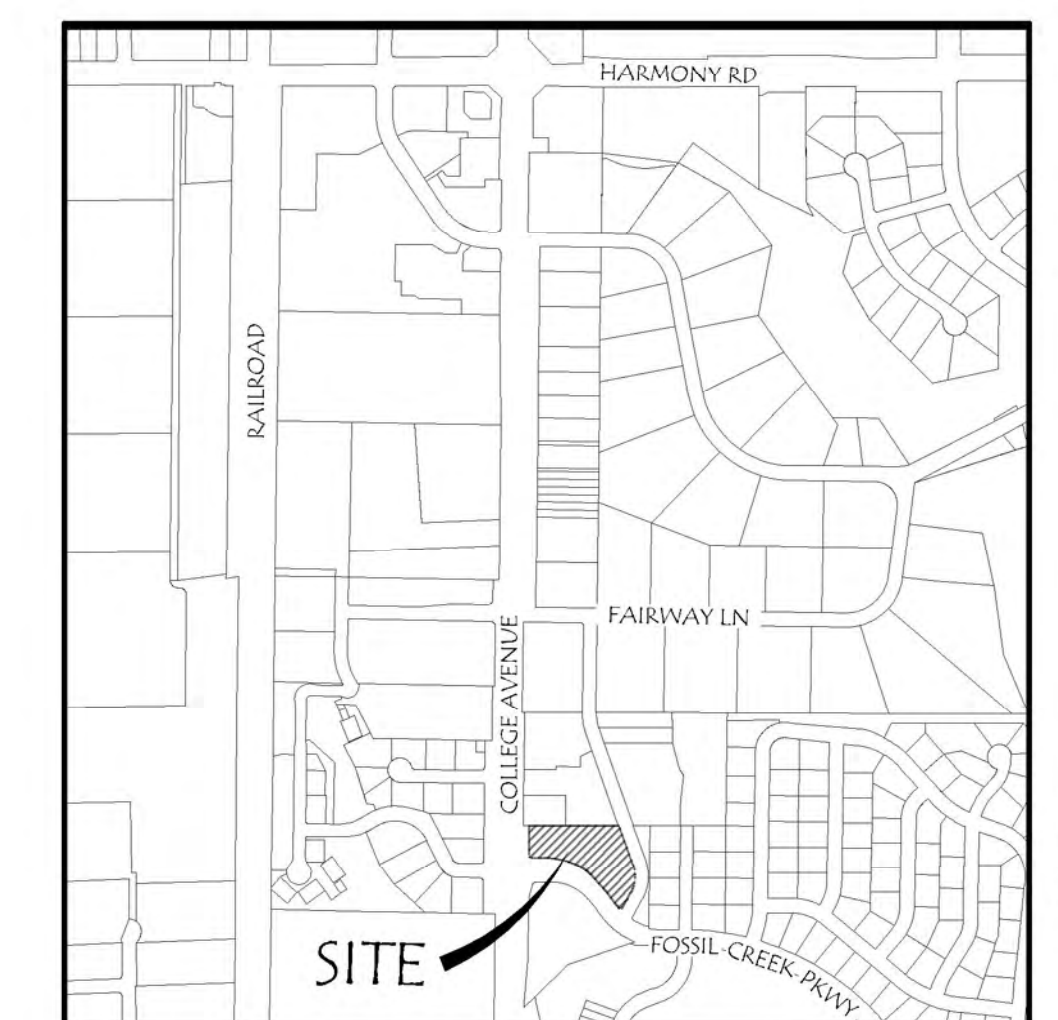 HARMONY RD
RAILROAD
FAIRWAY LN
COLLEGE AVENUE
SITE
FOSSIL-CREEK-PKWY